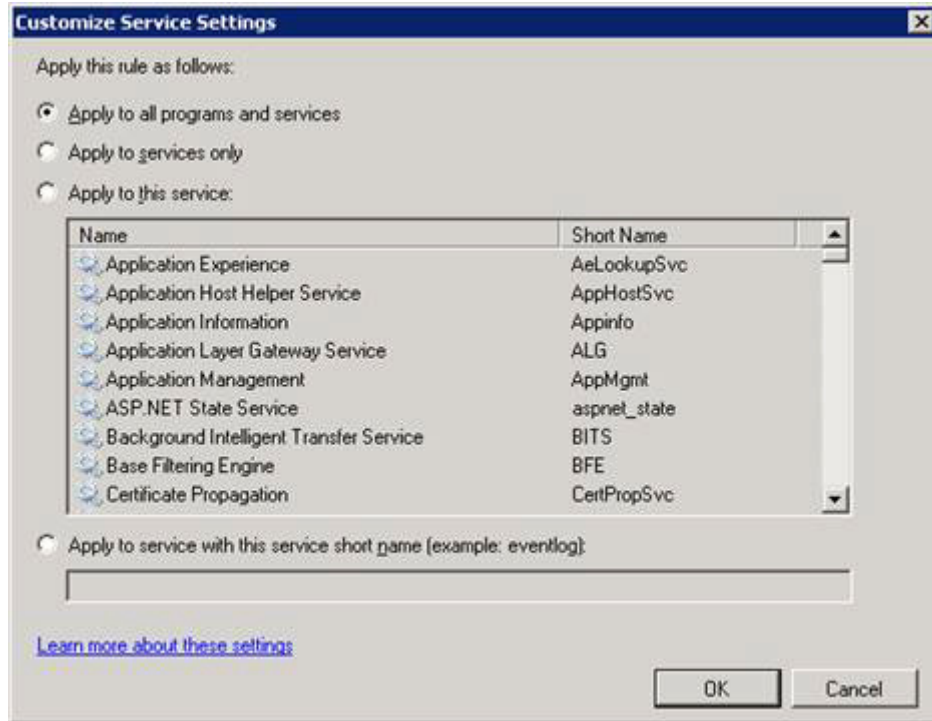 Customize Service Settings
Apply this rule as follows:
Apply to all programs and services
Apply to services only
Apply to this service:
Name Short Name
Application Experience AeLookupSvc
Application Host Helper Service AppHostSvc
Application Information Appinfo
Application Layer Gateway Service ALG
Application Management AppMgmt
ASP.NET State Service aspnet_state
Background Intelligent Transfer Service BITS
Base Filtering Engine BFE
Certificate Propagation CertPropSvc
Apply to service with this service short name (example: eventlog):
Learn more about these settings
OK Cancel